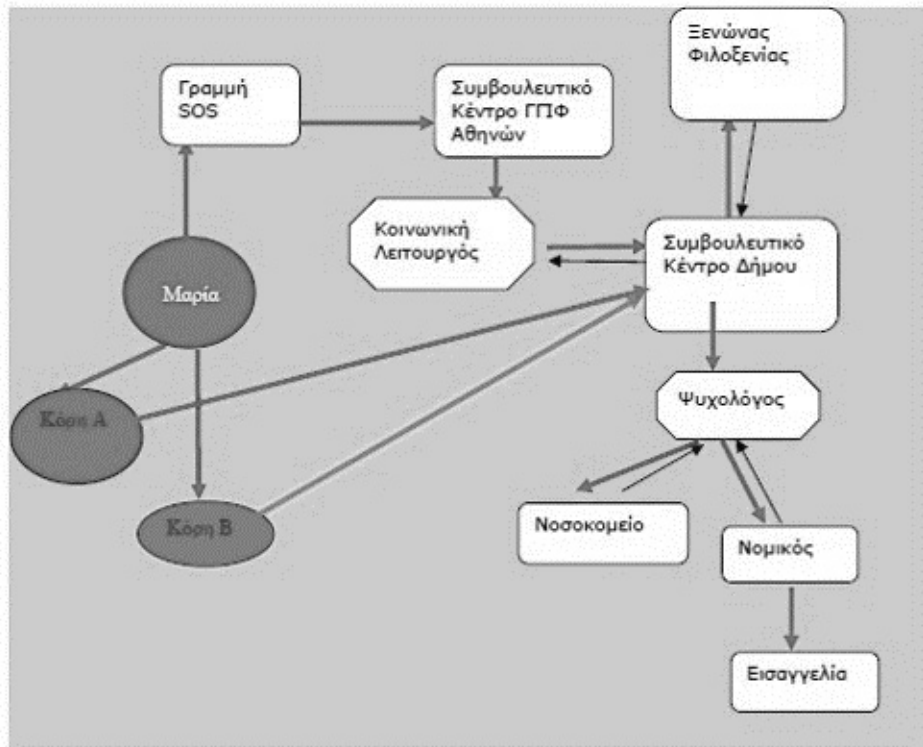 Ξενώνας
Φιλοξενίας
Γραμμή
SOS
Συμβουλευτικό
Κέντρο ΓΓΙΦ
Αθηνών
Κοινωνική
Λειτουργός
Συμβουλευτικό
Κέντρο Δήμου
Μαρία
Κόρη Α
Ψυχολόγος
Κόρη Β
Νοσοκομείο
Νομικός
Εισαγγελία